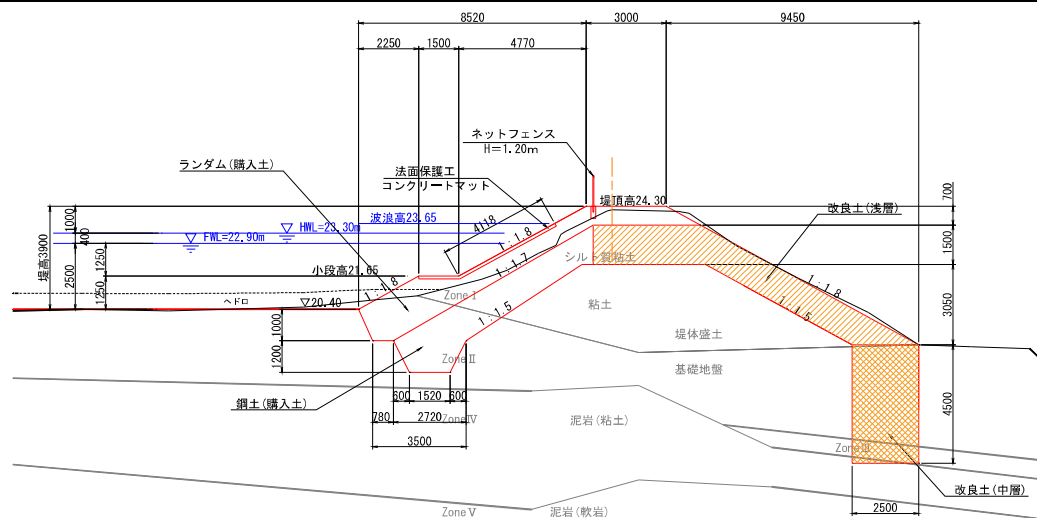 8520
3000
9450
2250
1500
4770
ネットフェンス
H=1.20m
ランダム(購入土)
法面保護工
コンクリートマット
堤頂高24.30
改良土(浅層)
700
1500
3050
4500
波浪高23.65
4118
HWL=23.30m
FWL=22.90m
堤高3900
1000
400
2500
1250
1250
小段高21.65
1:1.8
1:1.7
シルト質粘土
ヘドロ
20.40
1:1.8
Zone I
1:1.5
粘土
1:1.8
1:1.5
堤体盛土
1000
1200
Zone II
基礎地盤
鋼土(購入土)
600
1520
600
780
2720
Zone IV
3500
泥岩(粘土)
Zone III
改良土(中層)
2500
Zone V
泥岩(軟岩)